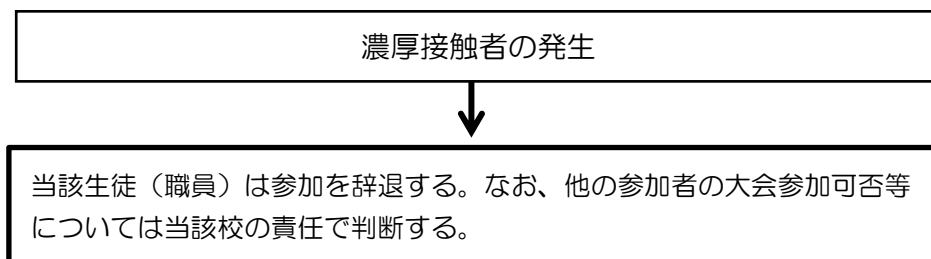 濃厚接触者の発生
当該生徒（職員）は参加を辞退する。なお、他の参加者の大会参加可否等
については当該校の責任で判断する。